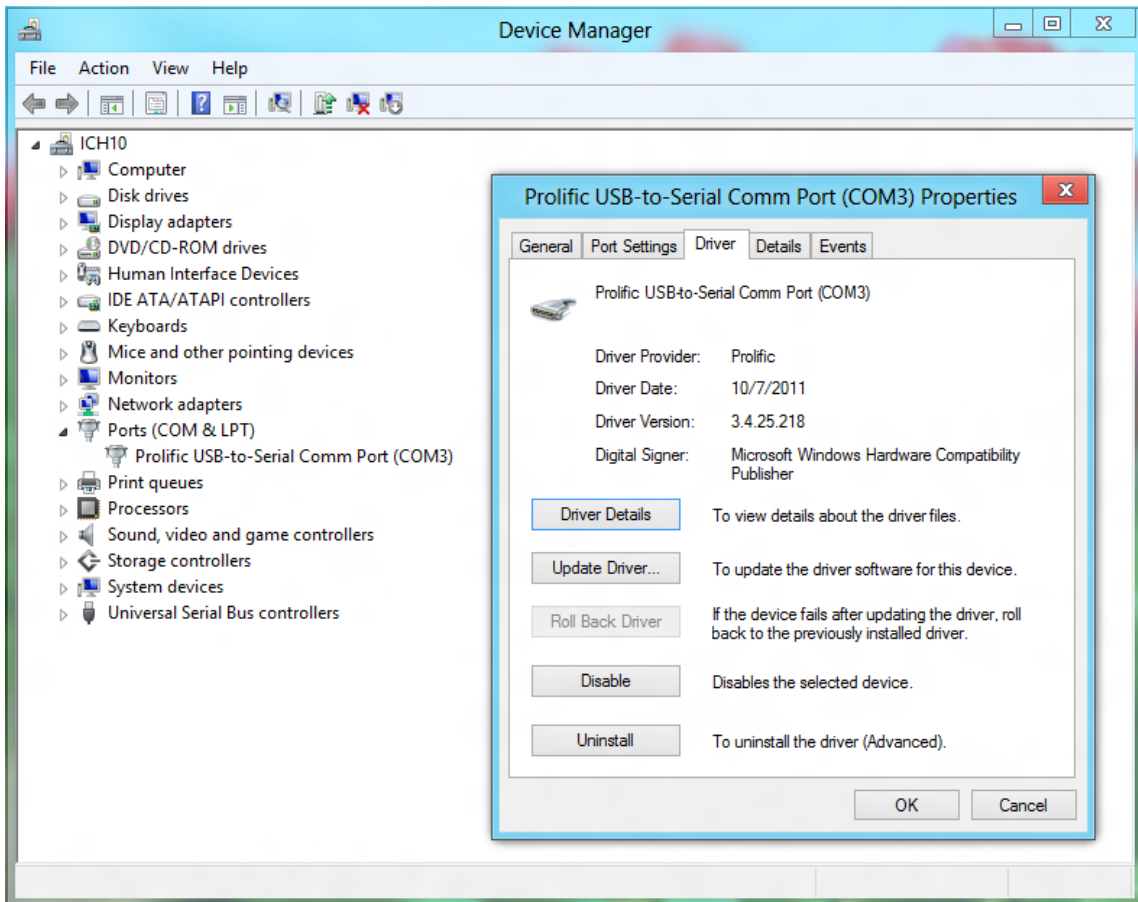 Device Manager
File Action View Help
ICH10
Computer
Disk drives
Display adapters
DVD/CD-ROM drives
Human Interface Devices
IDE ATA/ATAPI controllers
Keyboards
Mice and other pointing devices
Monitors
Network adapters
Ports (COM & LPT)
Prolific USB-to-Serial Comm Port (COM3)
Print queues
Processors
Sound, video and game controllers
Storage controllers
System devices
Universal Serial Bus controllers
Prolific USB-to-Serial Comm Port (COM3) Properties
General Port Settings Driver Details Events
Prolific USB-to-Serial Comm Port (COM3)
Driver Provider: Prolific
Driver Date: 10/7/2011
Driver Version: 3.4.25.218
Digital Signer: Microsoft Windows Hardware Compatibility
Publisher
Driver Details To view details about the driver files.
Update Driver... To update the driver software for this device.
Roll Back Driver If the device fails after updating the driver, roll
back to the previously installed driver.
Disable Disables the selected device.
Uninstall To uninstall the driver (Advanced).
OK Cancel